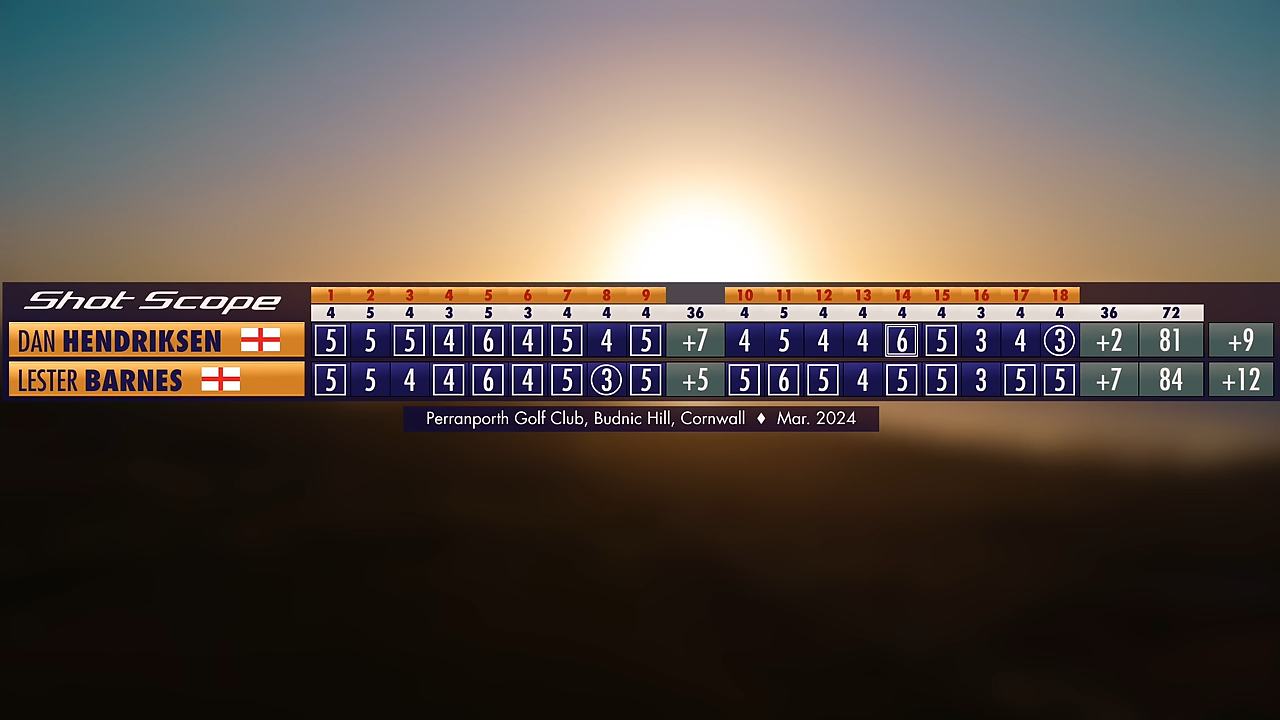 Shot Scope 1 2 3 4 5 6 7 8 9 10 11 12 13 14 15 16 17 18
4 5 4 3 5 3 4 4 4 36 4 5 4 4 4 4 3 4 4 36 72
DAN HENDRIKSEN 5 5 5 4 6 4 5 4 5 +7 4 5 4 4 6 5 3 4 3 +2 81 +9
LESTER BARNES 5 5 4 4 6 4 5 3 5 +5 5 6 5 4 5 5 3 5 5 +7 84 +12
Perranporth Golf Club, Budnic Hill, Cornwall ♦ Mar. 2024